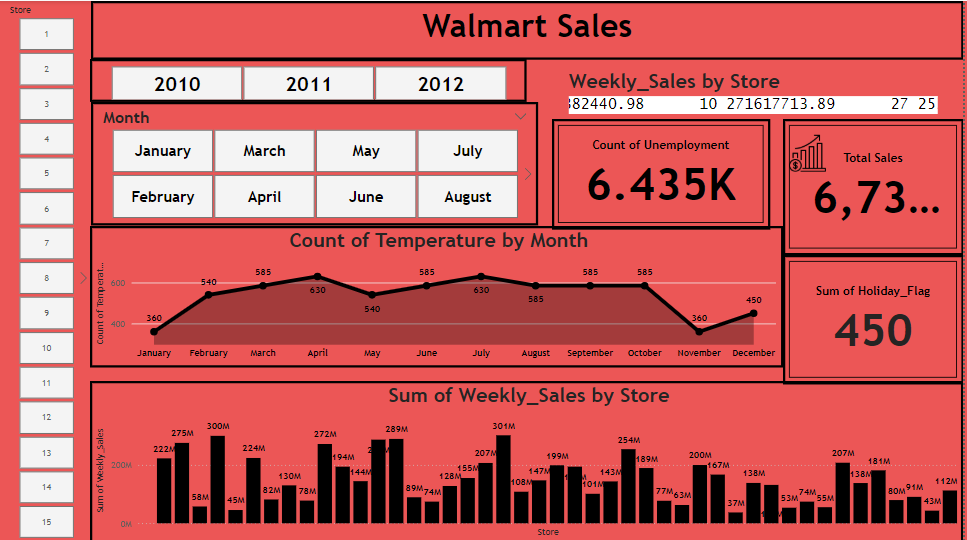 Store
1
2
3
4
5
6
7
8
9
10
11
12
13
14
15
Walmart Sales
2010 2011 2012
Weekly_Sales by Store
382440.98 10 271617713.89 27 25
Month
January March May July
February April June August
Count of Unemployment
6.435K
Total Sales
6,73...
Sum of Holiday_Flag
450
Count of Temperature by Month
Count of Temperat...
600
400
360 540 585 630 540 585 630 585 585 585 360 450
January February March April May June July August September October November December
Sum of Weekly_Sales by Store
Sum of Weekly_Sales
200M
0M
222M 275M 58M 300M 45M 224M 82M 130M 78M 272M 194M 144M 289M 89M 74M 128M 155M 207M 301M 108M 147M 199M 101M 143M 254M 189M 77M 63M 200M 167M 37M 138M 53M 74M 55M 207M 138M 181M 80M 91M 43M 112M
Store